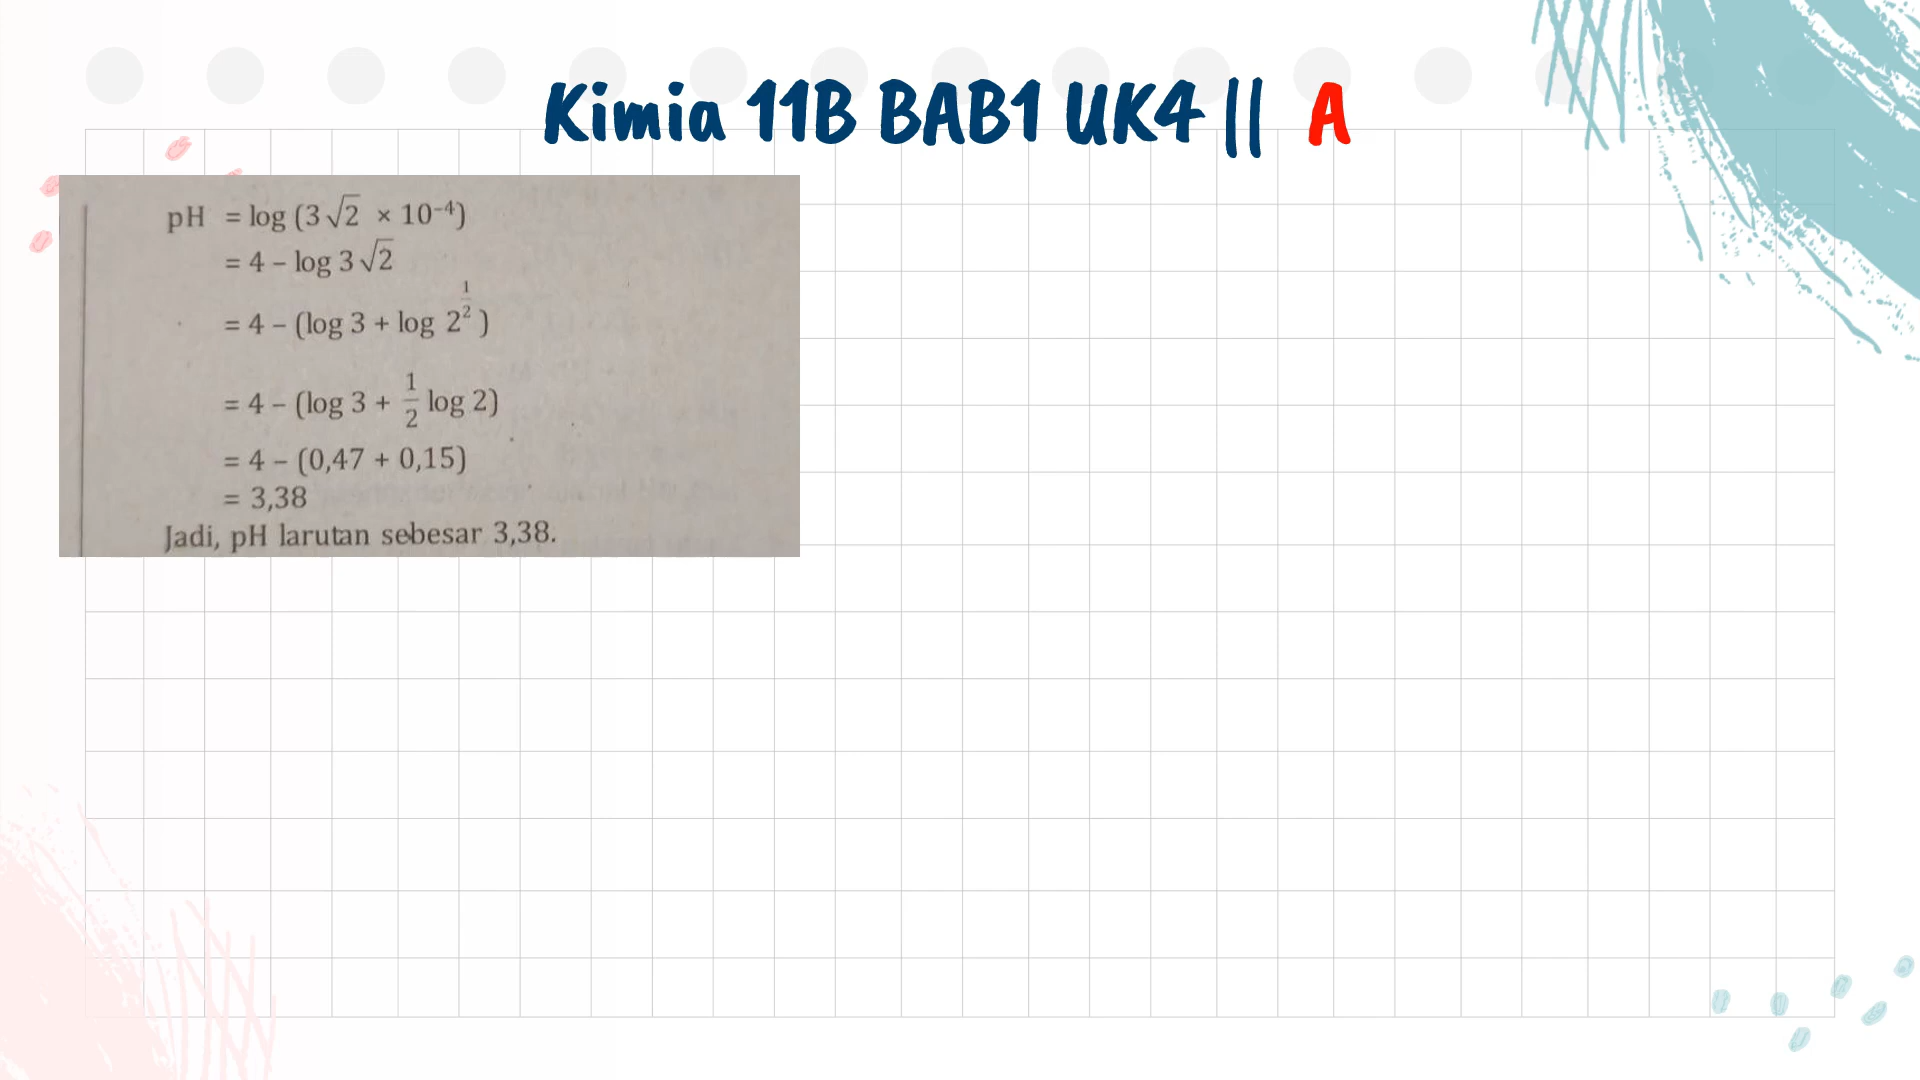 Kimia 11B BAB1 UK4 || A
pH = log (3√2 × 10⁻⁴)
= 4 – log 3√2
= 4 – (log 3 + log 2^(1/2))
= 4 – (log 3 + 1/2 log 2)
= 4 – (0,47 + 0,15)
= 3,38
Jadi, pH larutan sebesar 3,38.